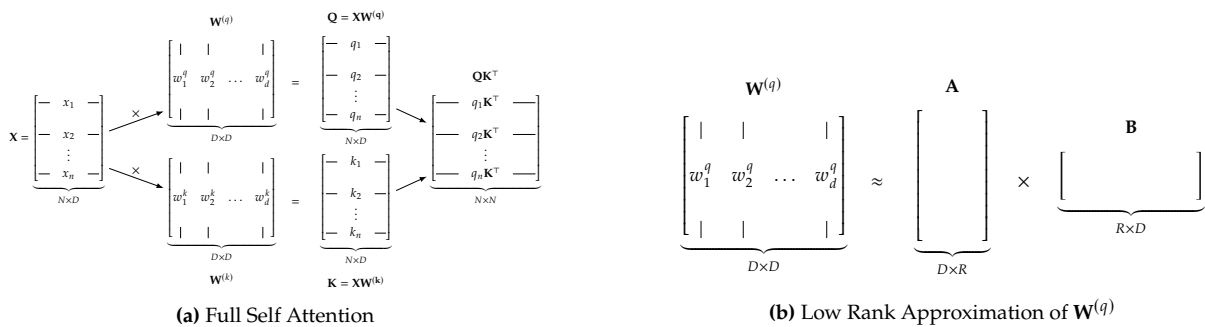 W^(q)
Q = XW^(q)
w_1^q w_2^q ... w_d^q
D×D
=
— q_1 —
— q_2 —
⋮
— q_n —
N×D
X =
— x_1 —
— x_2 —
⋮
— x_n —
N×D
×
×
w_1^k w_2^k ... w_d^k
D×D
W^(k)
=
— k_1 —
— k_2 —
⋮
— k_n —
N×D
K = XW^(k)
QK^⊤
— q_1K^⊤ —
— q_2K^⊤ —
⋮
— q_nK^⊤ —
N×N
(a) Full Self Attention
W^(q)
w_1^q w_2^q ... w_d^q
D×D
≈
A
D×R
×
B
R×D
(b) Low Rank Approximation of W^(q)